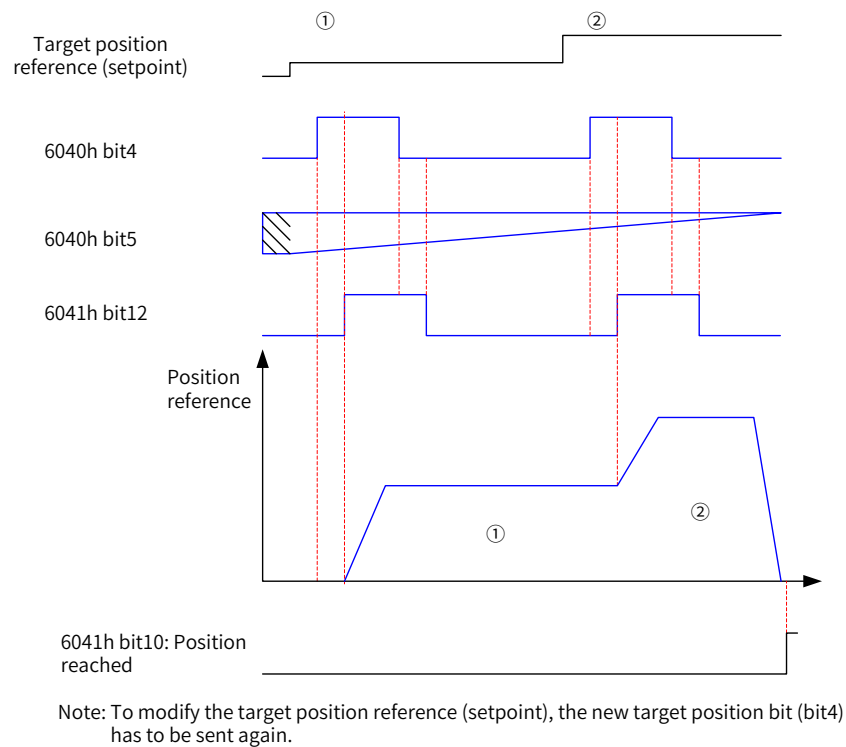 ①
②
Target position
reference (setpoint)
6040h bit4
6040h bit5
6041h bit12
Position
reference
①
②
6041h bit10: Position
reached
Note: To modify the target position reference (setpoint), the new target position bit (bit4)
has to be sent again.